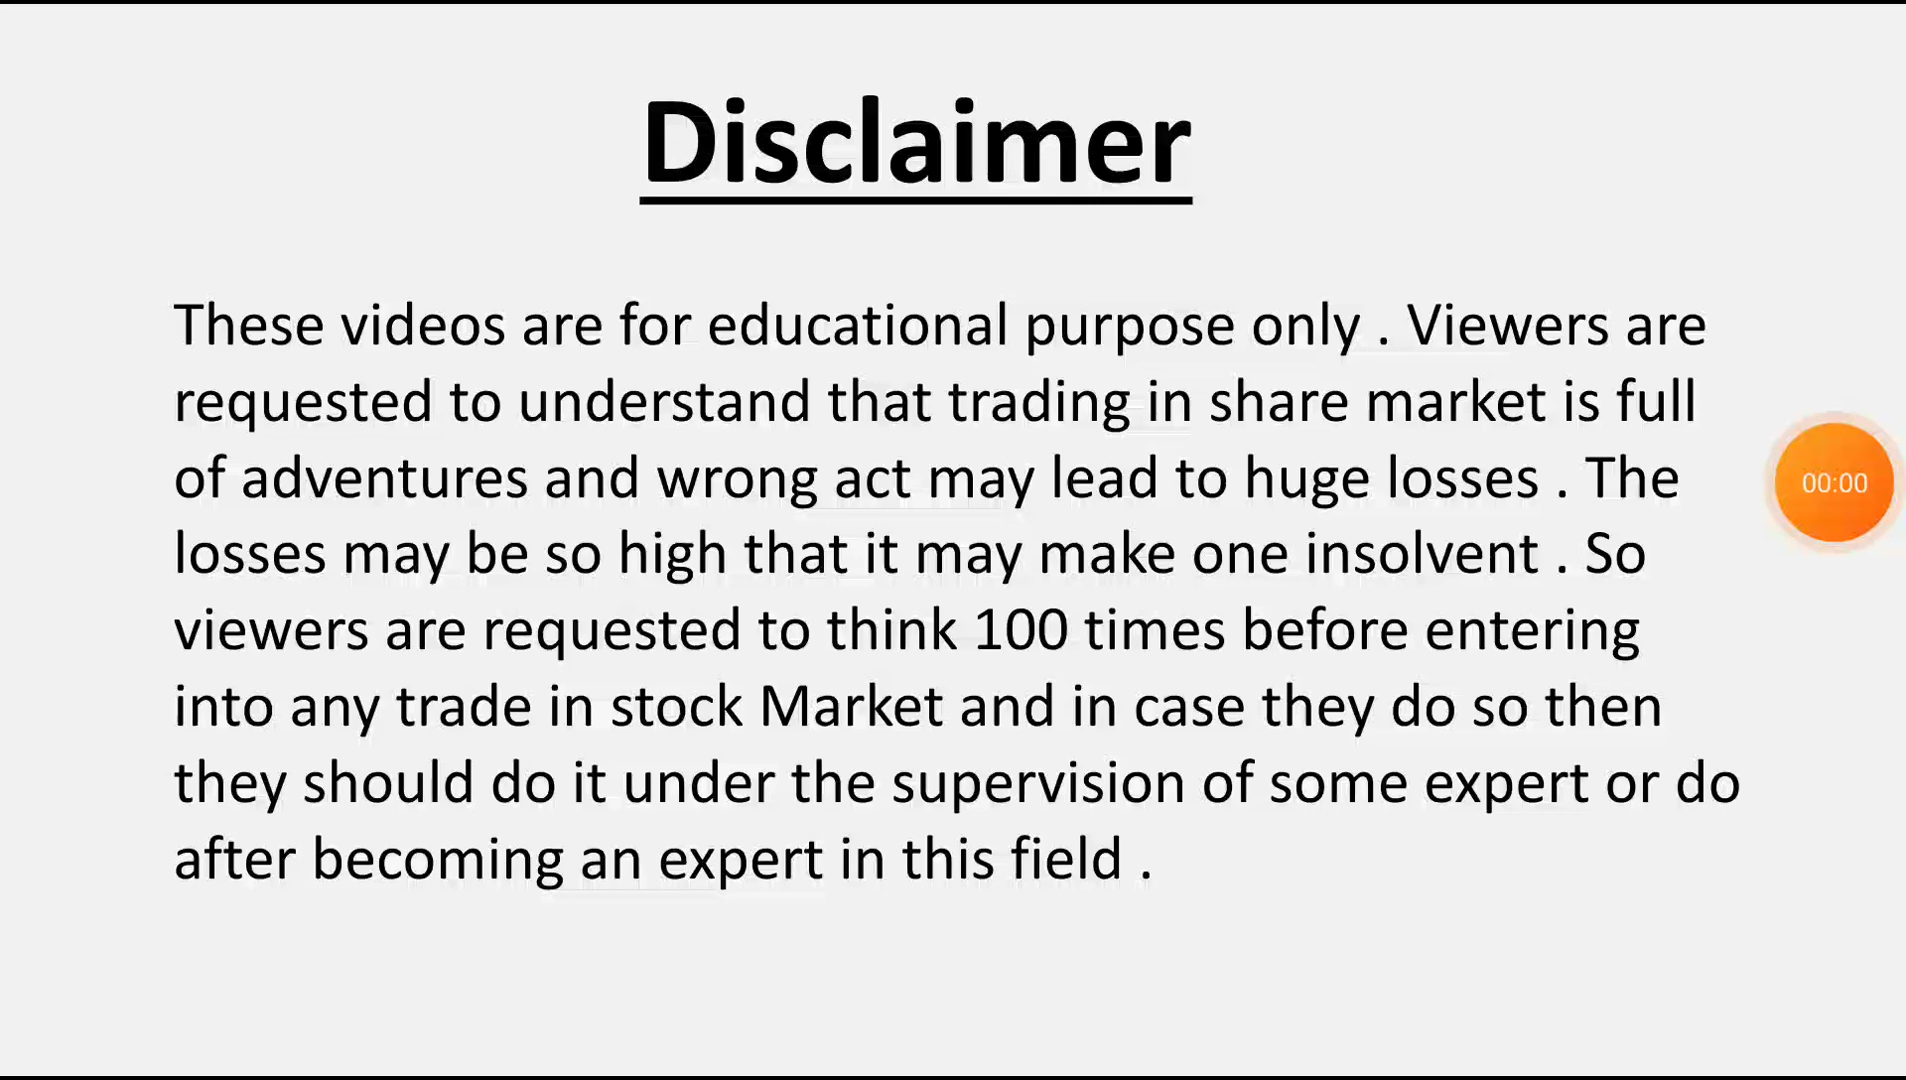 Disclaimer
These videos are for educational purpose only . Viewers are
requested to understand that trading in share market is full
of adventures and wrong act may lead to huge losses . The
losses may be so high that it may make one insolvent . So
viewers are requested to think 100 times before entering
into any trade in stock Market and in case they do so then
they should do it under the supervision of some expert or do
after becoming an expert in this field .
00:00